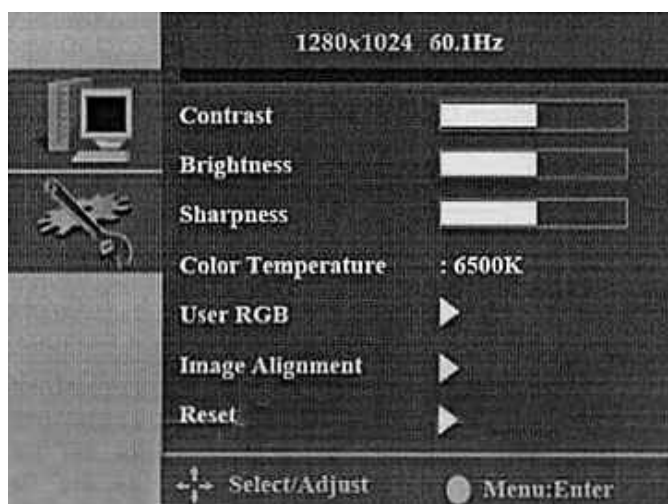 1280x1024 60.1Hz
Contrast
Brightness
Sharpness
Color Temperature : 6500K
User RGB
Image Alignment
Reset
Select/Adjust Menu:Enter